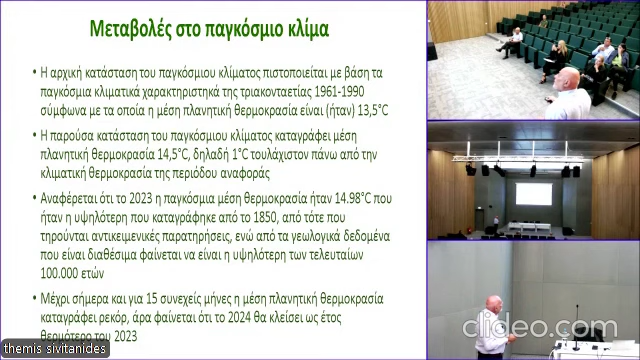 Μεταβολές στο παγκόσμιο κλίμα
• Η αρχική κατάσταση του παγκόσμιου κλίματος πιστοποιείται με βάση τα
παγκόσμια κλιματικά χαρακτηριστηκά της τριακονταετίας 1961-1990
σύμφωνα με τα οποία η μέση πλανητική θερμοκρασία είναι (ήταν) 13,5°C
• Η παρούσα κατάσταση του παγκόσμιου κλίματος καταγράφει μέση
πλανητική θερμοκρασία 14,5°C, δηλαδή 1°C τουλάχιστον πάνω από την
κλιματική θερμοκρασία της περιόδου αναφοράς
• Αναφέρεται ότι το 2023 η παγκόσμια μέση θερμοκρασία ήταν 14.98°C που
ήταν η υψηλότερη που καταγράφηκε από το 1850, από τότε που
τηρούνται αντικειμενικές παρατηρήσεις, ενώ από τα γεωλογικά δεδομένα
που είναι διαθέσιμα φαίνεται να είναι η υψηλότερη των τελευταίων
100.000 ετών
• Μέχρι σήμερα και για 15 συνεχείς μήνες η μέση πλανητική θερμοκρασία
καταγράφει ρεκόρ, άρα φαίνεται ότι το 2024 θα κλείσει ως έτος
θερμότερο του 2023
themis sivitanides
clideo.com